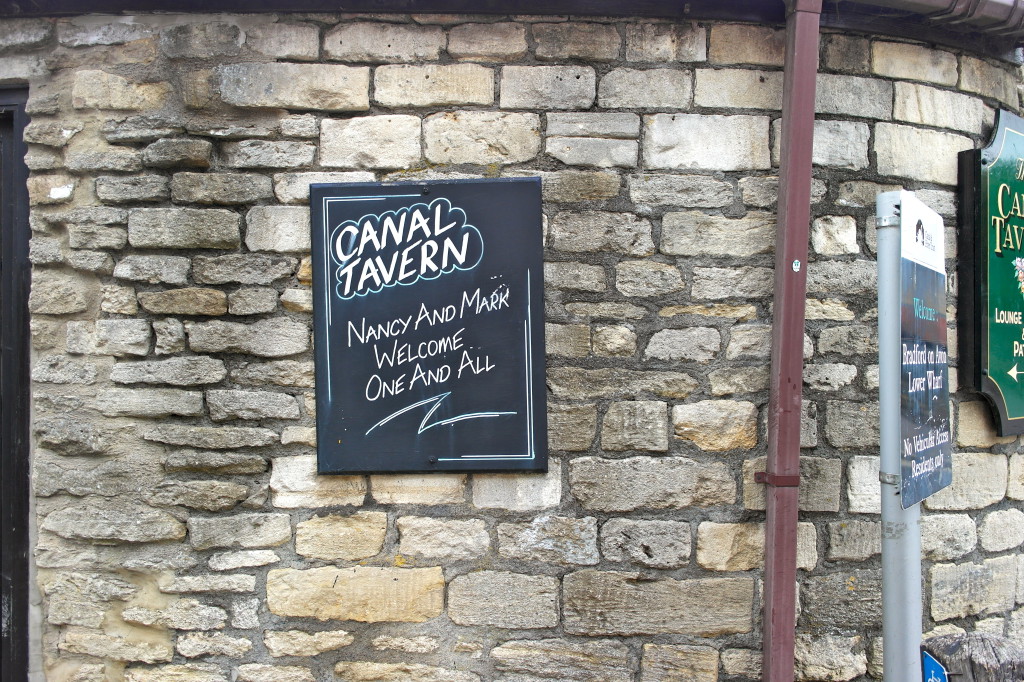 CANAL
TAVERN
NANCY AND MARK
WELCOME
ONE AND ALL
Welcome
Bradford on Avon
Lower Wharf
No Vehicular Access
Residents only
LOUNGE